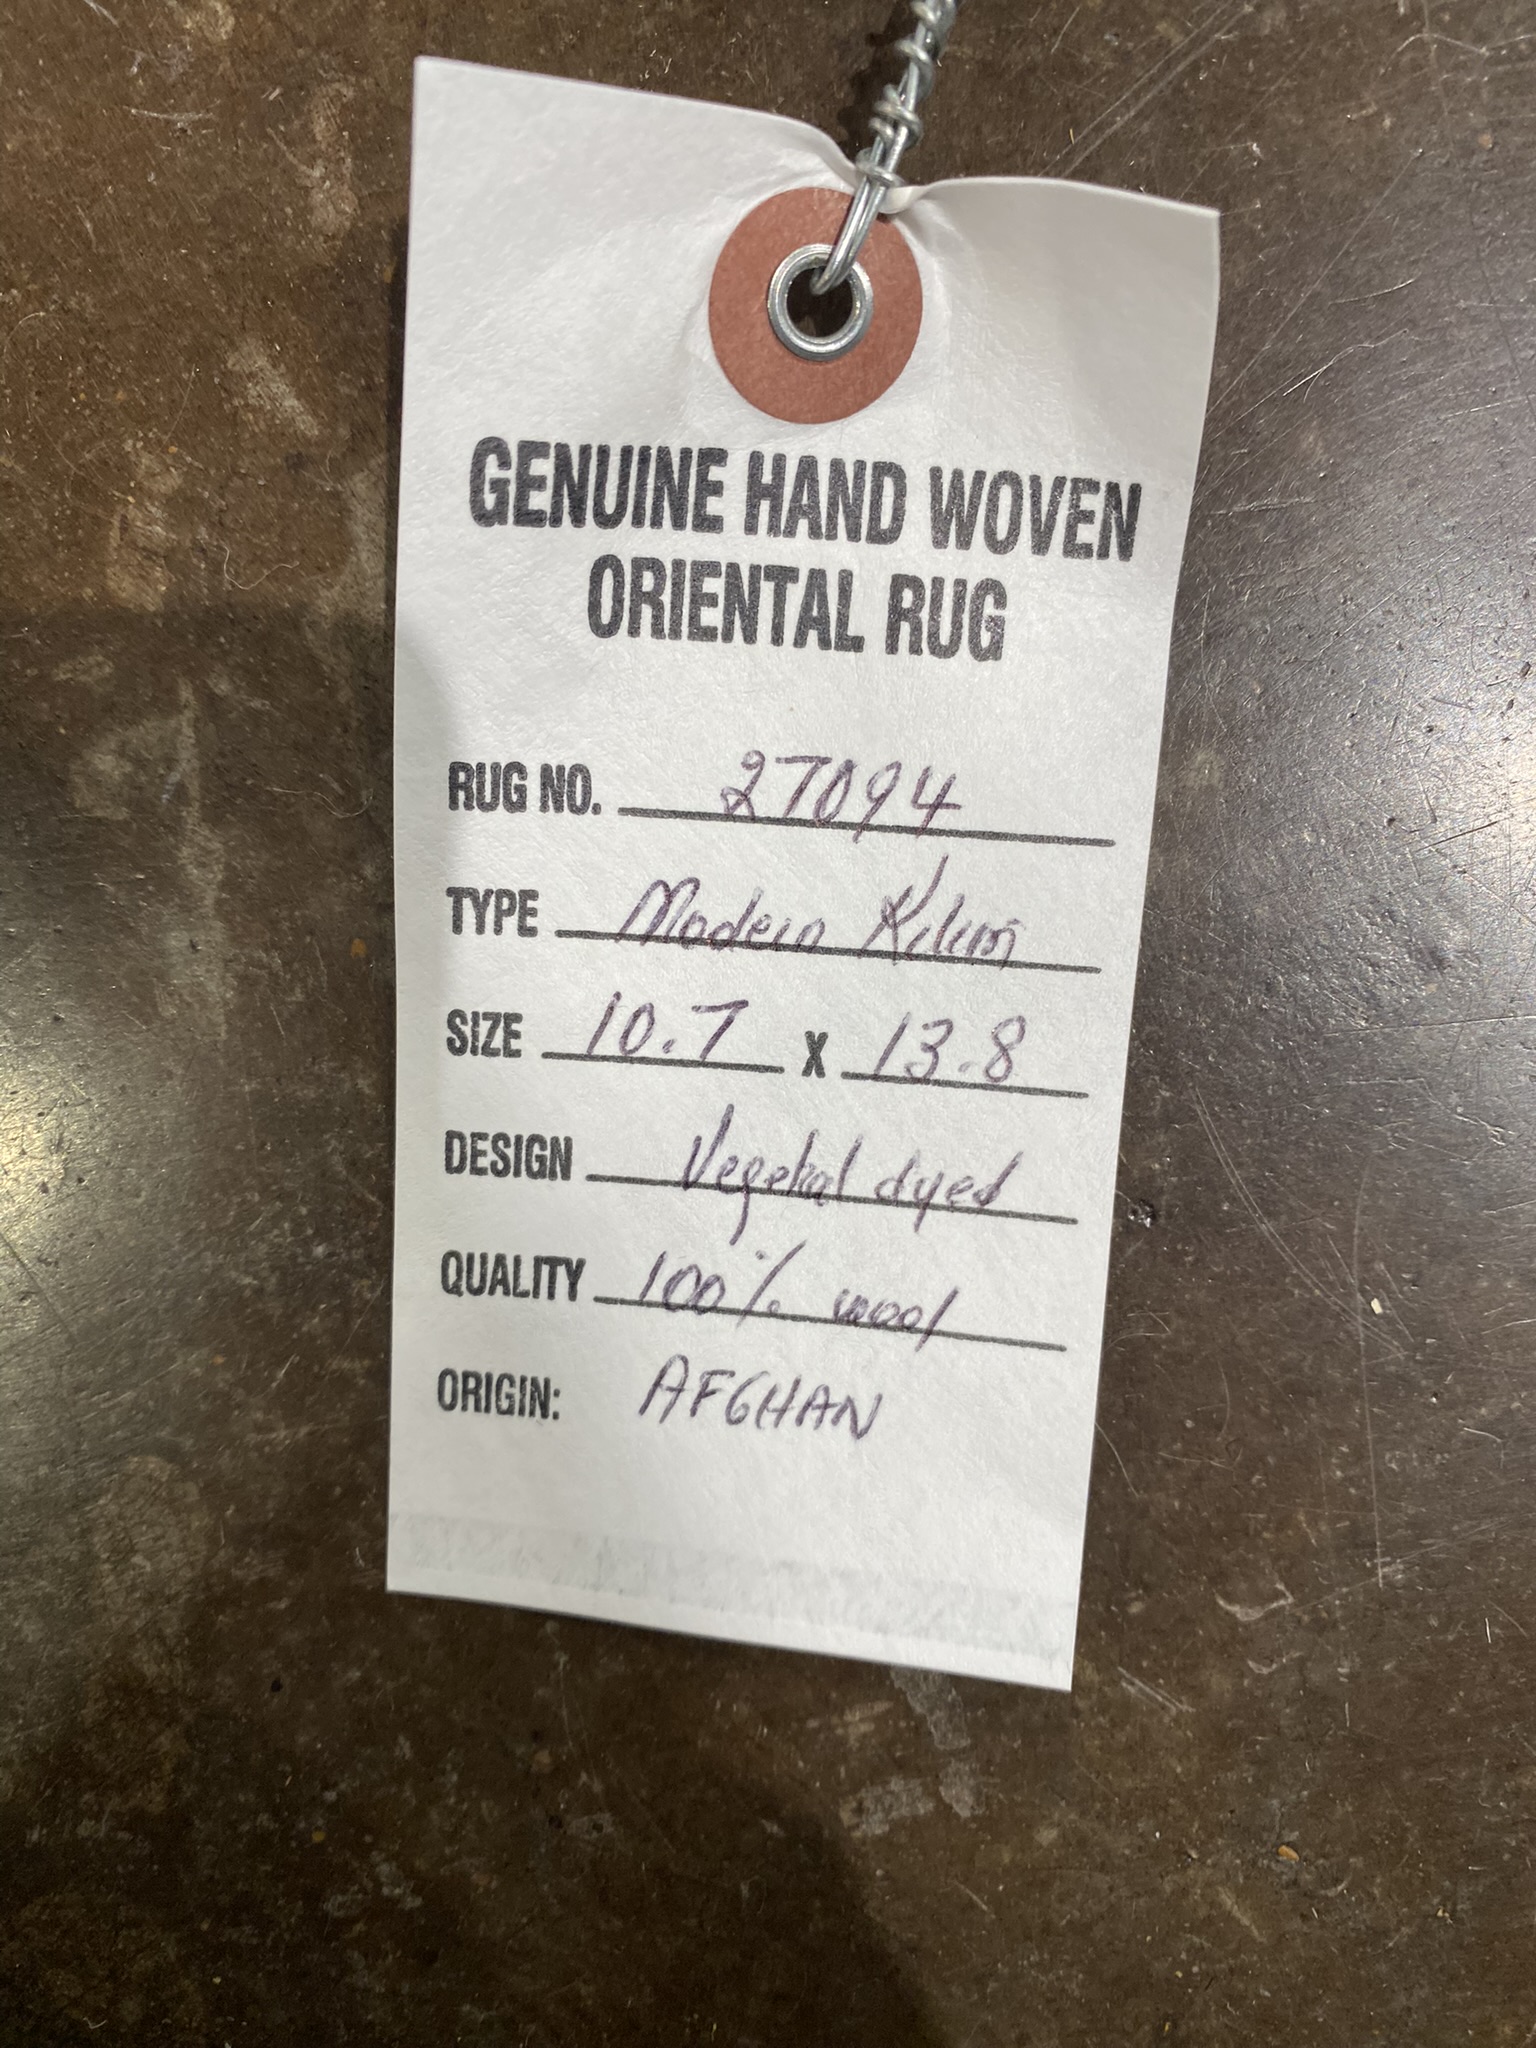 GENUINE HAND WOVEN
ORIENTAL RUG
RUG NO. 27094
TYPE Modern Kilim
SIZE 10.7 X 13.8
DESIGN Vegetal dyed
QUALITY 100% wool
ORIGIN: AFGHAN